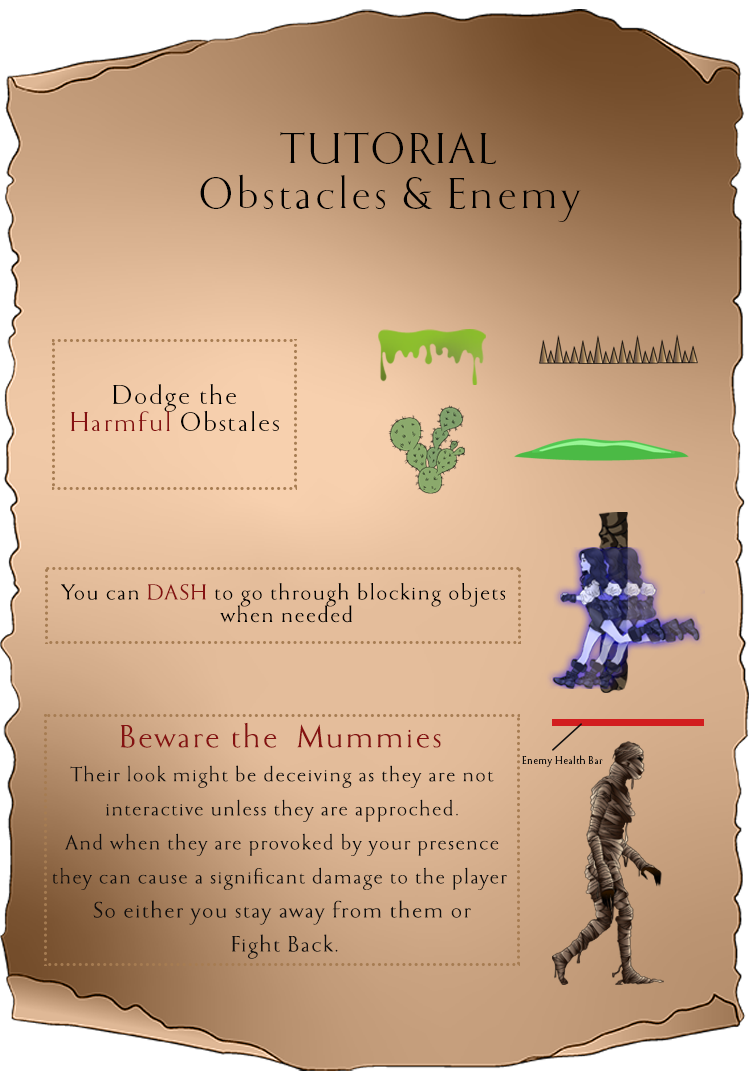 TUTORIAL
Obstacles & Enemy
Dodge the
Harmful Obstales
You can DASH to go through blocking objets
when needed
Beware the Mummies
Enemy Health Bar
Their look might be deceiving as they are not
interactive unless they are approched.
And when they are provoked by your presence
they can cause a significant damage to the player
So either you stay away from them or
Fight Back.